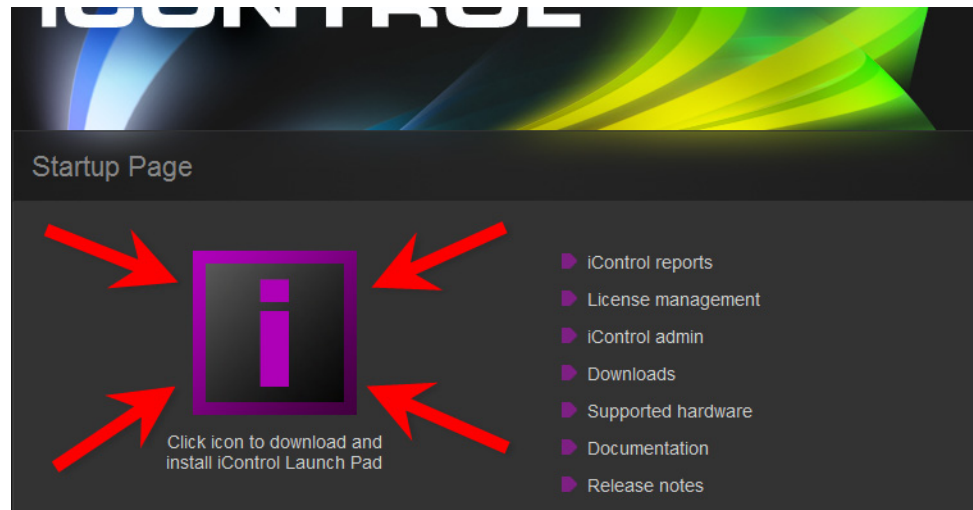 iCONTROL
Startup Page
i
Click icon to download and
install iControl Launch Pad
iControl reports
License management
iControl admin
Downloads
Supported hardware
Documentation
Release notes